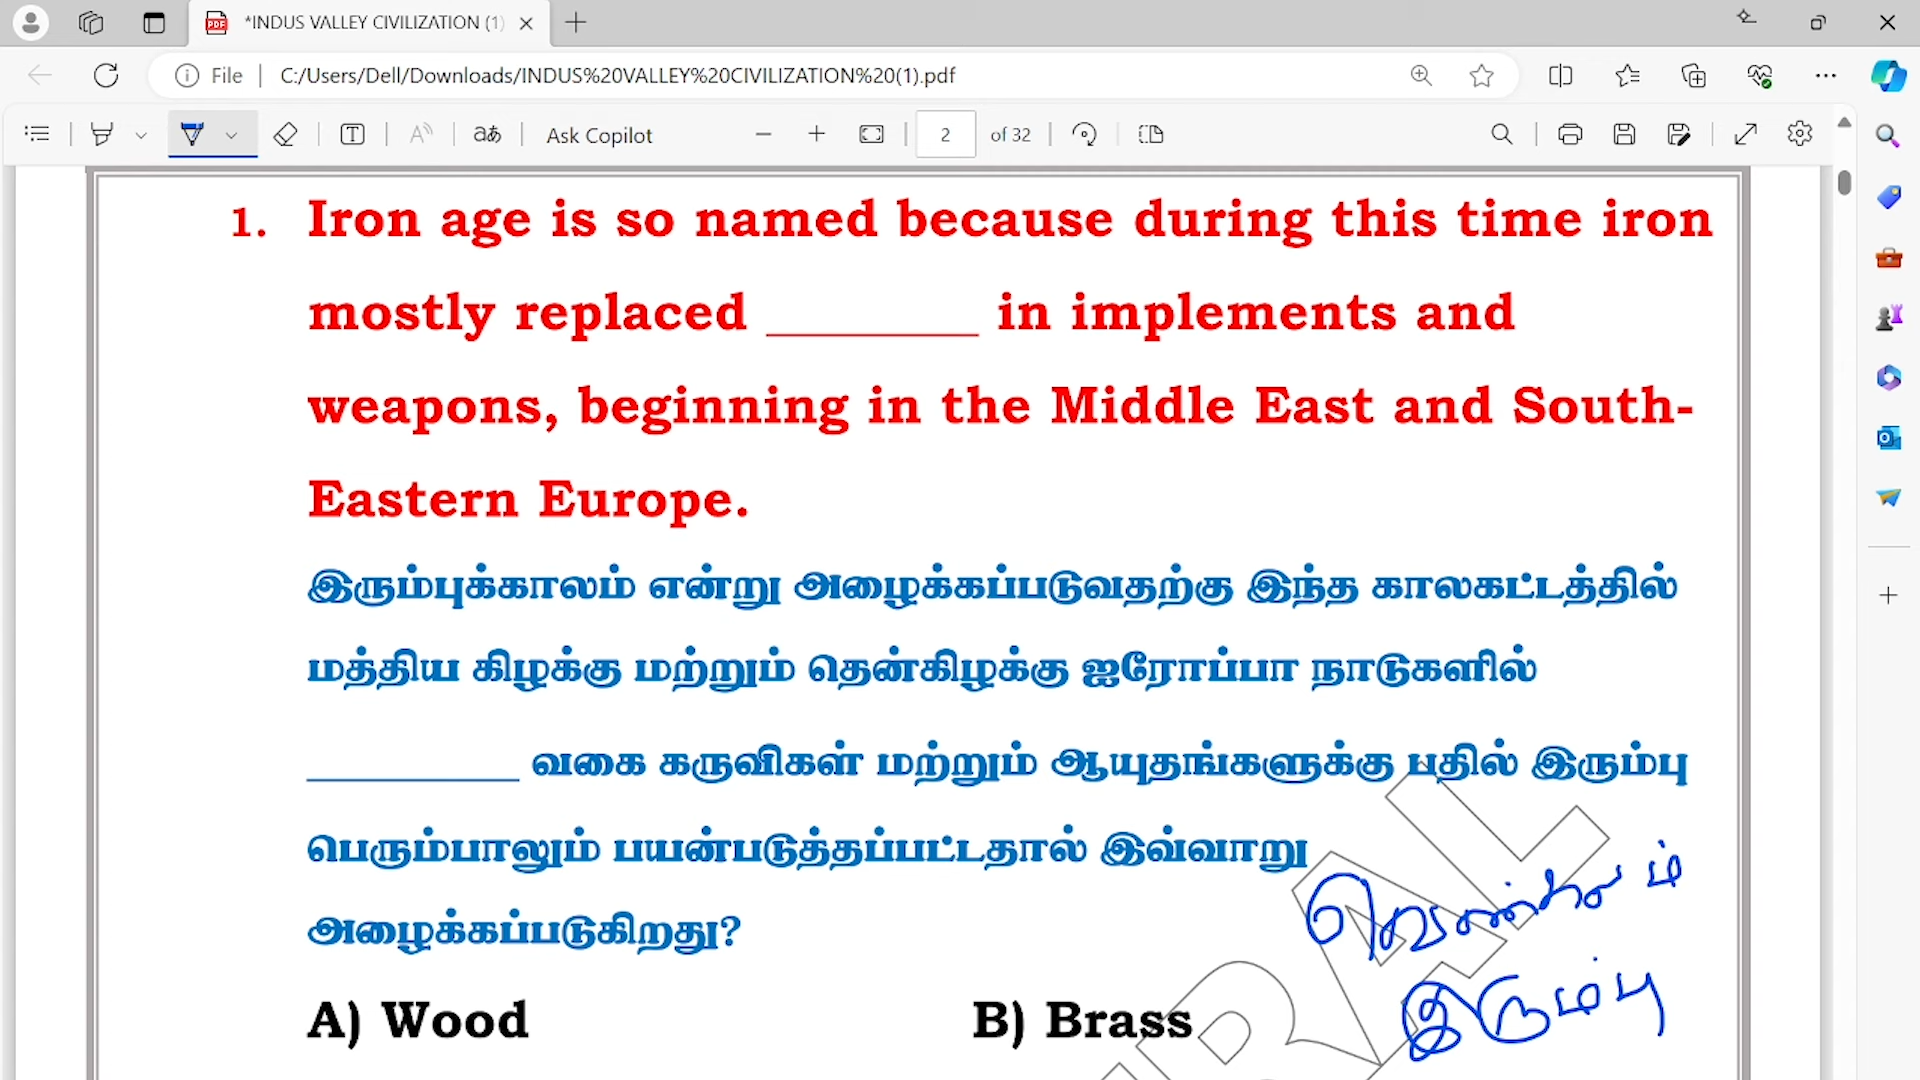 *INDUS VALLEY CIVILIZATION (1)
File
C:/Users/Dell/Downloads/INDUS%20VALLEY%20CIVILIZATION%20(1).pdf
aあ Ask Copilot 2 of 32
1. Iron age is so named because during this time iron
mostly replaced ________ in implements and
weapons, beginning in the Middle East and South-
Eastern Europe.
இரும்புக்காலம் என்று அழைக்கப்படுவதற்கு இந்த காலகட்டத்தில்
மத்திய கிழக்கு மற்றும் தென்கிழக்கு ஐரோப்பா நாடுகளில்
________ வகை கருவிகள் மற்றும் ஆயுதங்களுக்கு பதில் இரும்பு
பெரும்பாலும் பயன்படுத்தப்பட்டதால் இவ்வாறு
அழைக்கப்படுகிறது?
வெண்கலம்
இரும்பு
A) Wood B) Brass